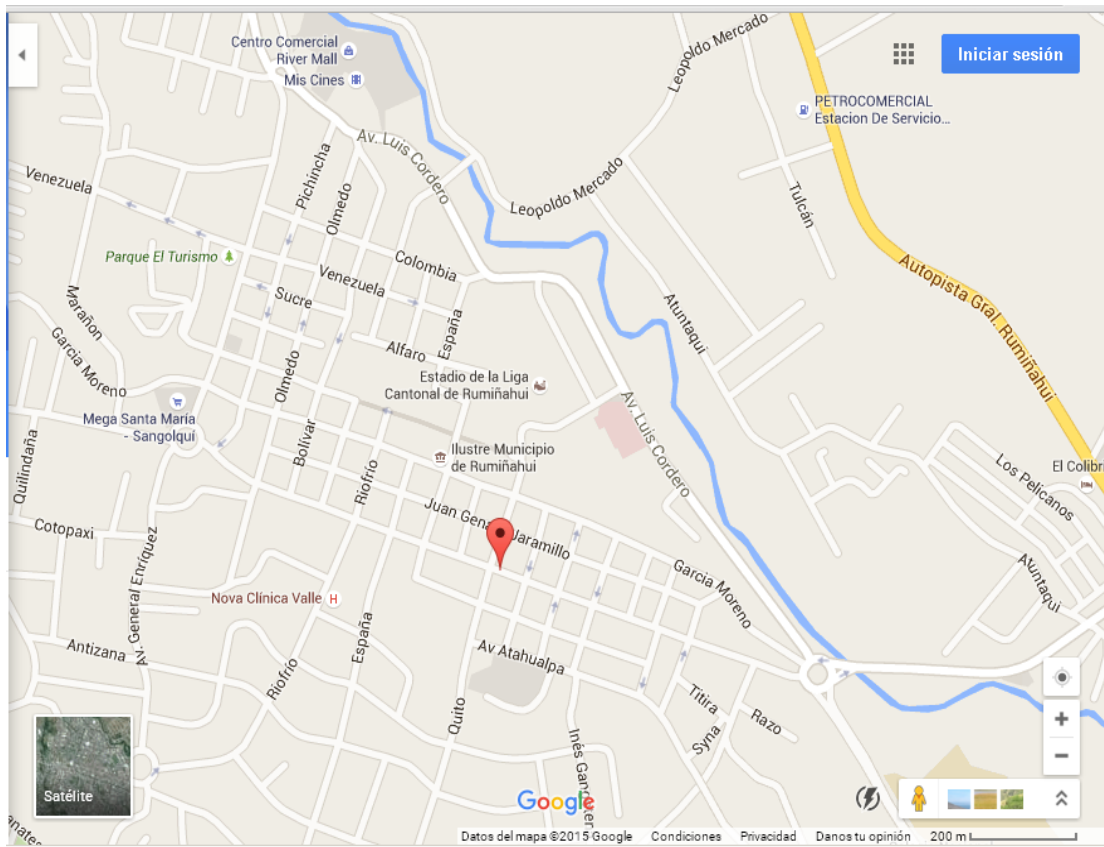 Centro Comercial
River Mall
Mis Cines
Leopoldo Mercado
Iniciar sesión
PETROCOMERCIAL
Estacion De Servicio...
Av. Luis Cordero
Pichincha
Olmedo
Venezuela
Leopoldo Mercado
Tulcán
Parque El Turismo
Colombia
Venezuela
Sucre
Autopista Gral. Rumiñahui
Marañon
Garcia Moreno
España
Atuntaqui
Alfaro
Olmedo
Estadio de la Liga
Cantonal de Rumiñahui
Av. Luis Cordero
Mega Santa María
- Sangolquí
Bolívar
Quilindaña
Ilustre Municipio
de Rumiñahui
Riofrio
El Colibrí
Los Pelicanos
Juan Gena Jaramillo
Cotopaxi
Av. General Enríquez
Garcia Moreno
Atuntaqui
Nova Clínica Valle
H
España
Antizana
Av Atahualpa
Riofrío
Quito
Titira
Razo
Syna
Inés Gan
Satélite
Google
Datos del mapa ©2015 Google
Condiciones
Privacidad
Danos tu opinión
200 m